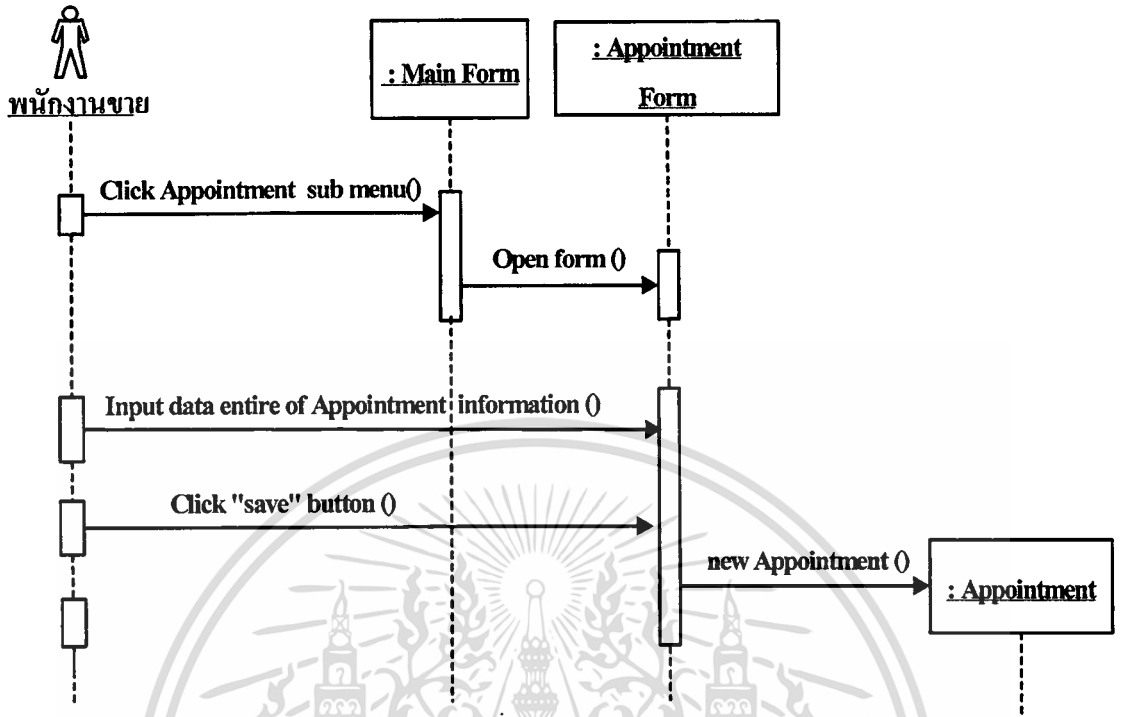 พนักงานขาย
: Main Form
: Appointment
Form
Click Appointment sub menu()
Open form ()
Input data entire of Appointment information ()
Click "save" button ()
new Appointment ()
: Appointment